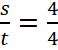 s/t = 4/4